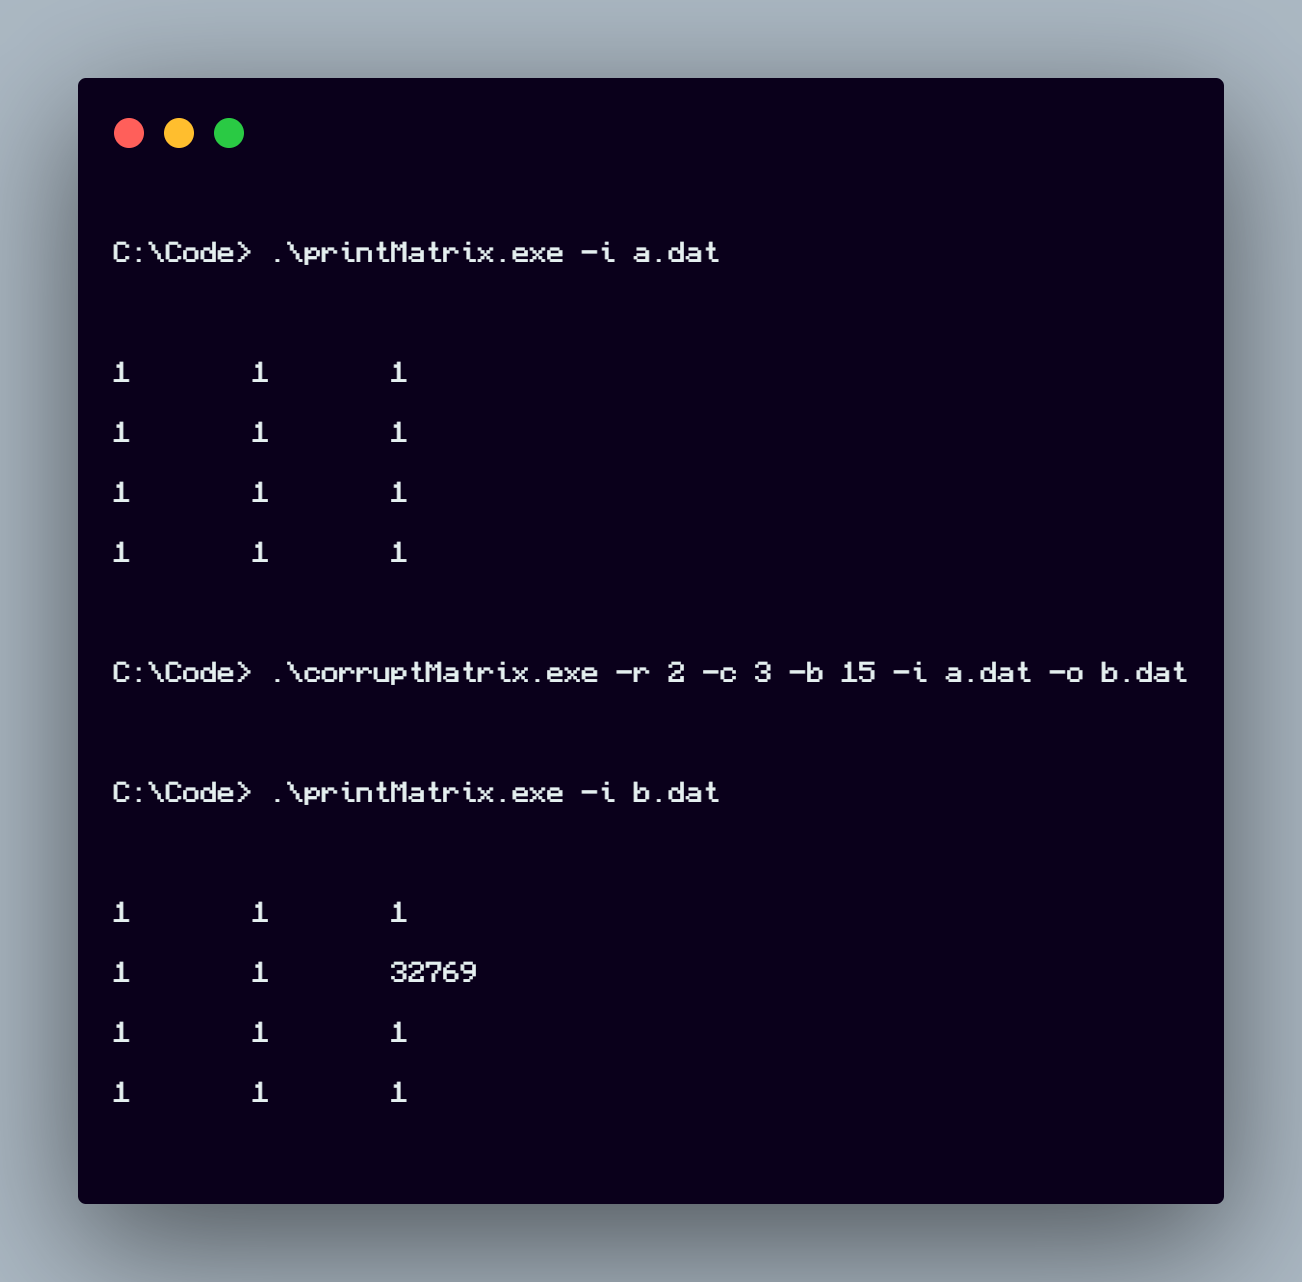 C:\Code> .\printMatrix.exe -i a.dat
1 1 1
1 1 1
1 1 1
1 1 1
C:\Code> .\corruptMatrix.exe -r 2 -c 3 -b 15 -i a.dat -o b.dat
C:\Code> .\printMatrix.exe -i b.dat
1 1 1
1 1 32769
1 1 1
1 1 1